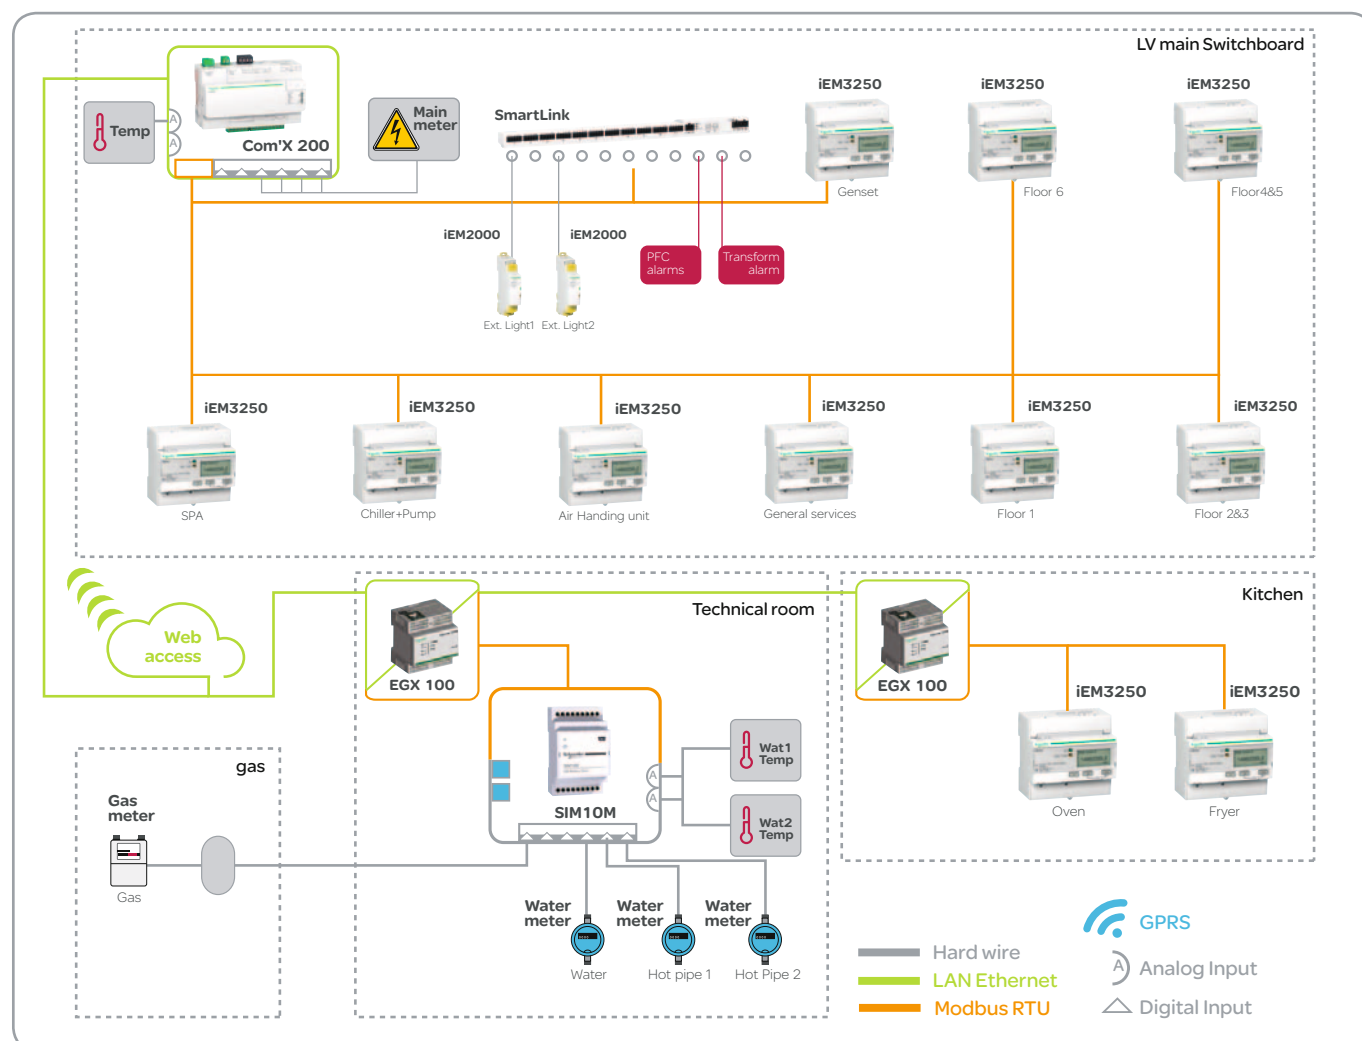 LV main Switchboard
iEM3250
iEM3250
iEM3250
Temp
A
A
Com'X 200
Main
meter
SmartLink
Genset
Floor 6
Floor4&5
iEM2000
iEM2000
PFC
alarms
Transform
alarm
Ext. Light1
Ext. Light2
iEM3250
iEM3250
iEM3250
iEM3250
iEM3250
iEM3250
SPA
Chiller+Pump
Air Handing unit
General services
Floor 1
Floor 2&3
Web
access
Technical room
Kitchen
EGX 100
EGX 100
iEM3250
iEM3250
gas
Gas
meter
Gas
A
A
SIM10M
Wat1
Temp
Wat2
Temp
Oven
Fryer
Water
meter
Water
meter
Water
meter
Water
Hot pipe 1
Hot Pipe 2
Hard wire
LAN Ethernet
Modbus RTU
GPRS
A
Analog Input
Digital Input